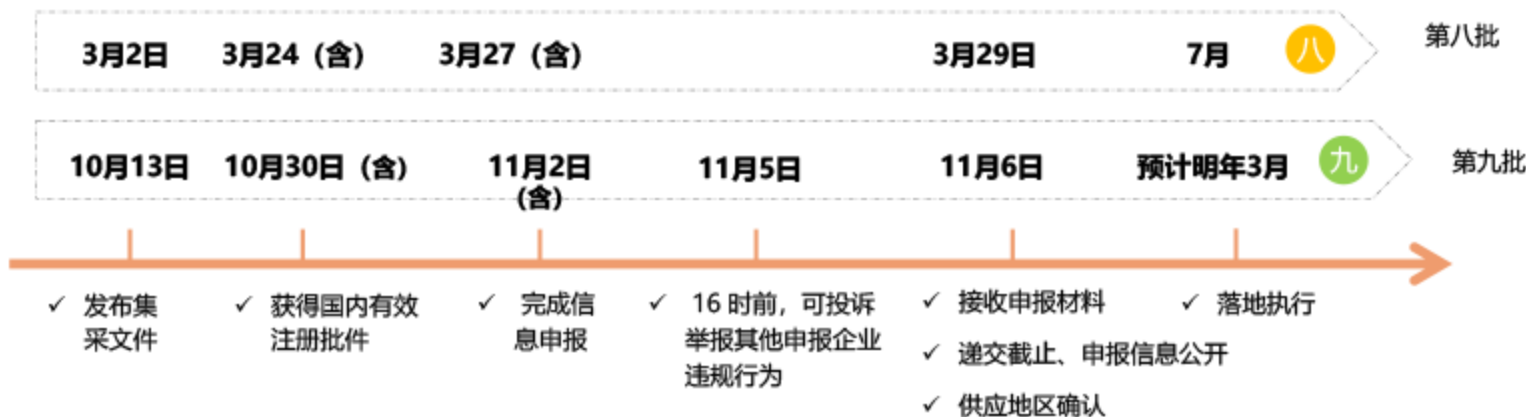 3月2日 3月24（含） 3月27（含） 3月29日 7月 八 第八批
10月13日 10月30日（含） 11月2日 11月5日 11月6日 预计明年3月 九 第九批
(含)
✓ 发布集 ✓ 获得国内有效 ✓ 完成信 ✓ 16 时前，可投诉 ✓ 接收申报材料 ✓ 落地执行
采文件 注册批件 息申报 举报其他申报企业 ✓ 递交截止、申报信息公开
违规行为 ✓ 供应地区确认